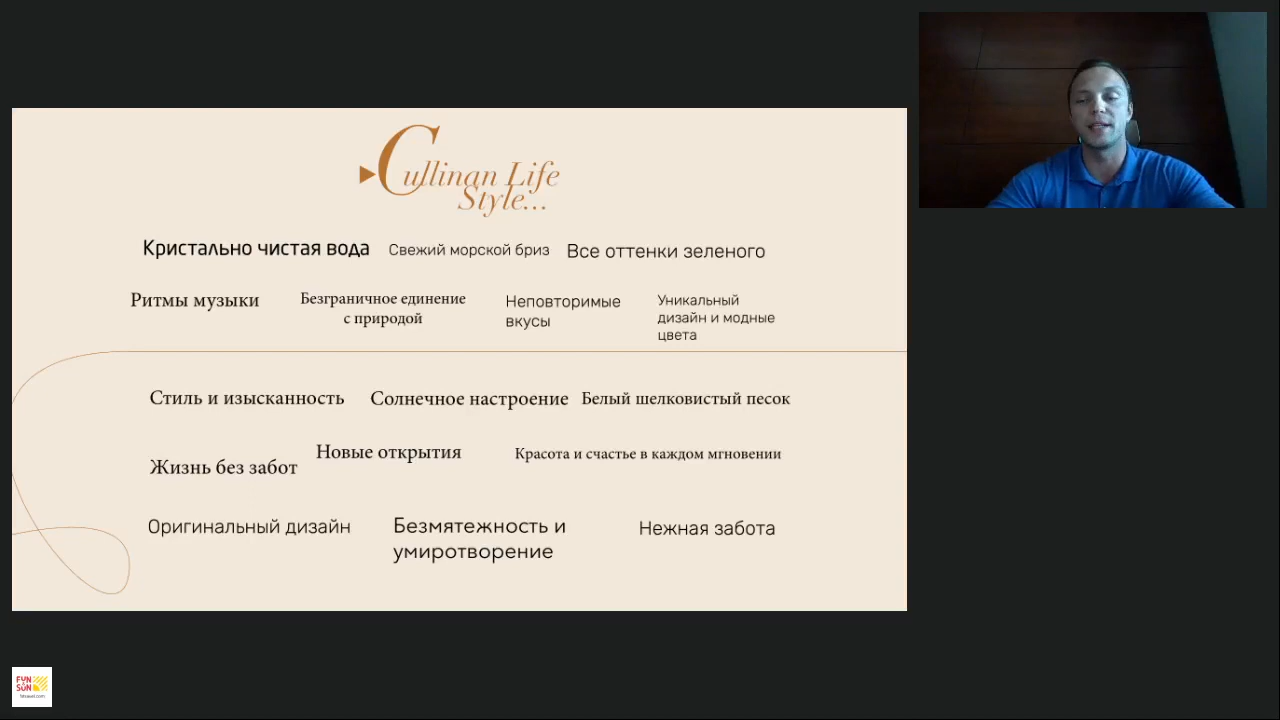 Cullinan Life
Style...
Кристально чистая вода
Свежий морской бриз
Все оттенки зеленого
Ритмы музыки
Безграничное единение
с природой
Неповторимые
вкусы
Уникальный
дизайн и модные
цвета
Стиль и изысканность
Солнечное настроение
Белый шелковистый песок
Жизнь без забот
Новые открытия
Красота и счастье в каждом мгновении
Оригинальный дизайн
Безмятежность и
умиротворение
Нежная забота
FUN
&SUN